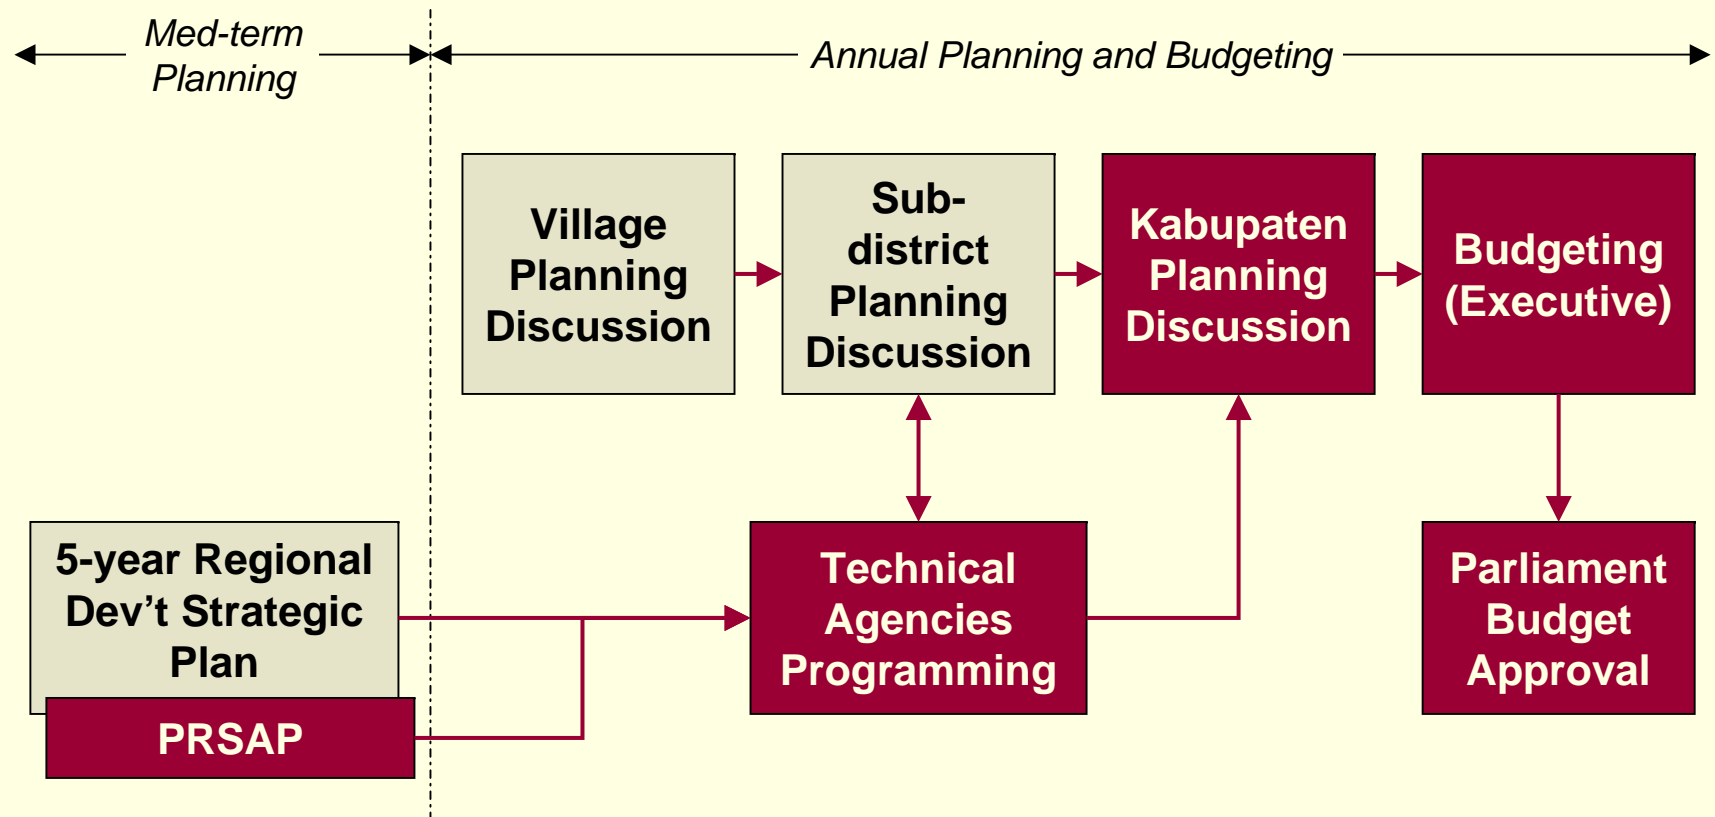 Med-term
Planning
Annual Planning and Budgeting
Village
Planning
Discussion
Sub-
district
Planning
Discussion
Kabupaten
Planning
Discussion
Budgeting
(Executive)
5-year Regional
Dev’t Strategic
Plan
PRSAP
Technical
Agencies
Programming
Parliament
Budget
Approval